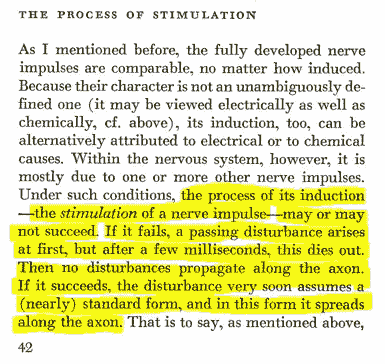 THE PROCESS OF STIMULATION
As I mentioned before, the fully developed nerve
impulses are comparable, no matter how induced.
Because their character is not an unambiguously de-
fined one (it may be viewed electrically as well as
chemically, cf. above), its induction, too, can be
alternatively attributed to electrical or to chemical
causes. Within the nervous system, however, it is
mostly due to one or more other nerve impulses.
Under such conditions, the process of its induction
—the stimulation of a nerve impulse—may or may
not succeed. If it fails, a passing disturbance arises
at first, but after a few milliseconds, this dies out.
Then no disturbances propagate along the axon.
If it succeeds, the disturbance very soon assumes a
(nearly) standard form, and in this form it spreads
along the axon. That is to say, as mentioned above,
42